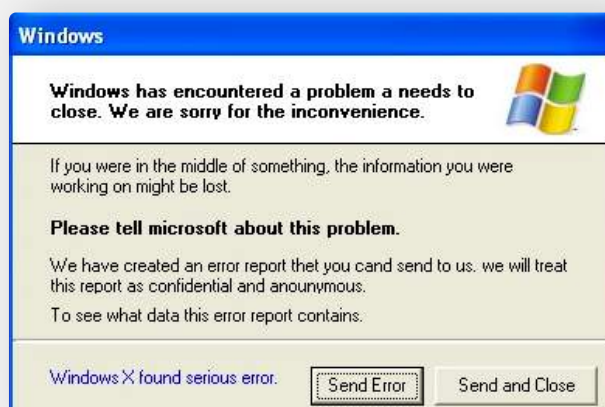 Windows
Windows has encountered a problem a needs to
close. We are sorry for the inconvenience.
If you were in the middle of something, the information you were
working on might be lost.
Please tell microsoft about this problem.
We have created an error report thet you cand send to us. we will treat
this report as confidential and anounymous.
To see what data this error report contains.
Windows X found serious error.
Send Error
Send and Close